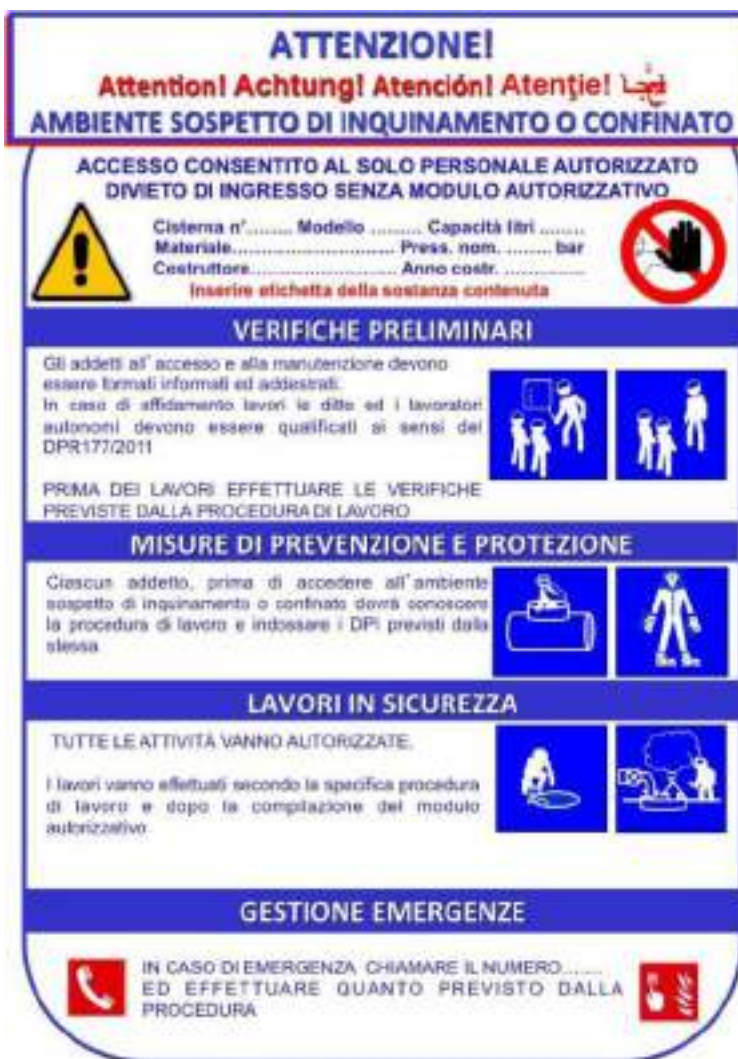 ATTENZIONE!
Attention! Achtung! Atención! Atenţie!
AMBIENTE SOSPETTO DI INQUINAMENTO O CONFINATO
ACCESSO CONSENTITO AL SOLO PERSONALE AUTORIZZATO
DIVIETO DI INGRESSO SENZA MODULO AUTORIZZATIVO
Cisterna n°........ Modello ......... Capacità litri ........
Materiale............................. Press. nom. ........ bar
Costruttore.......................... Anno costr. ...............
Inserire etichetta della sostanza contenuta
VERIFICHE PRELIMINARI
Gli addetti all'accesso e alla manutenzione devono
essere formati informati ed addestrati.
In caso di affidamento lavori le ditte ed i lavoratori
autonomi devono essere qualificati ai sensi del
DPR177/2011
PRIMA DEI LAVORI EFFETTUARE LE VERIFICHE
PREVISTE DALLA PROCEDURA DI LAVORO
MISURE DI PREVENZIONE E PROTEZIONE
Ciascun addetto, prima di accedere all'ambiente
sospetto di inquinamento o confinato dovrà conoscere
la procedura di lavoro e indossare i DPI previsti dalla
stessa
LAVORI IN SICUREZZA
TUTTE LE ATTIVITÀ VANNO AUTORIZZATE.
I lavori vanno effettuati secondo la specifica procedura
di lavoro e dopo la compilazione del modulo
autorizzativo
GESTIONE EMERGENZE
IN CASO DI EMERGENZA CHIAMARE IL NUMERO.......
ED EFFETTUARE QUANTO PREVISTO DALLA
PROCEDURA